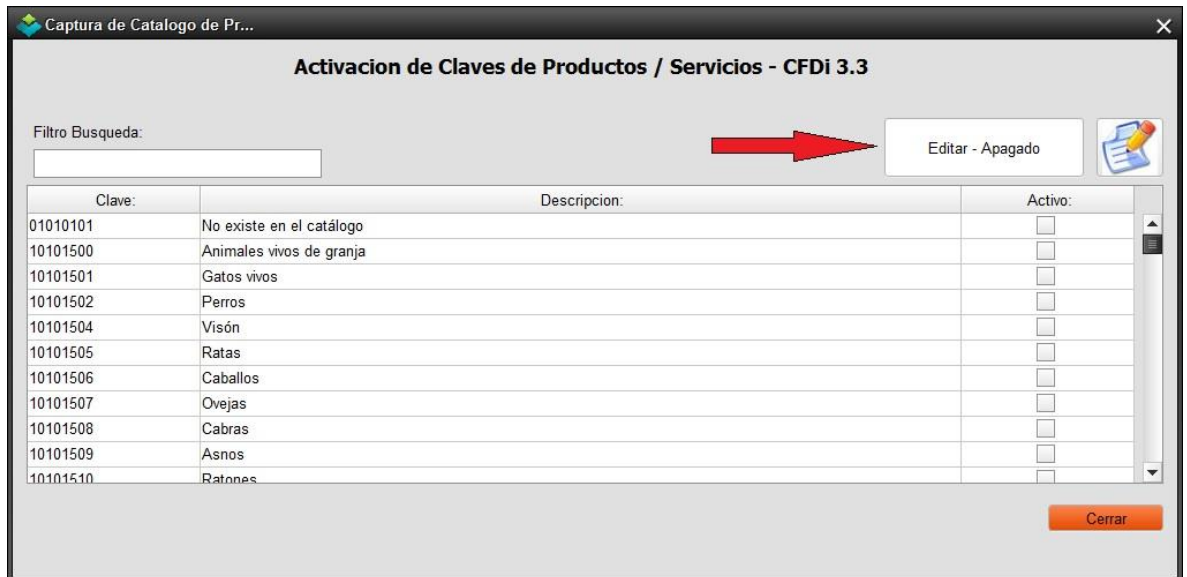 Captura de Catalogo de Pr...
Activacion de Claves de Productos / Servicios - CFDi 3.3
Filtro Busqueda:
Editar - Apagado
Clave: Descripcion: Activo:
01010101 No existe en el catálogo
10101500 Animales vivos de granja
10101501 Gatos vivos
10101502 Perros
10101504 Visón
10101505 Ratas
10101506 Caballos
10101507 Ovejas
10101508 Cabras
10101509 Asnos
10101510 Ratones
Cerrar